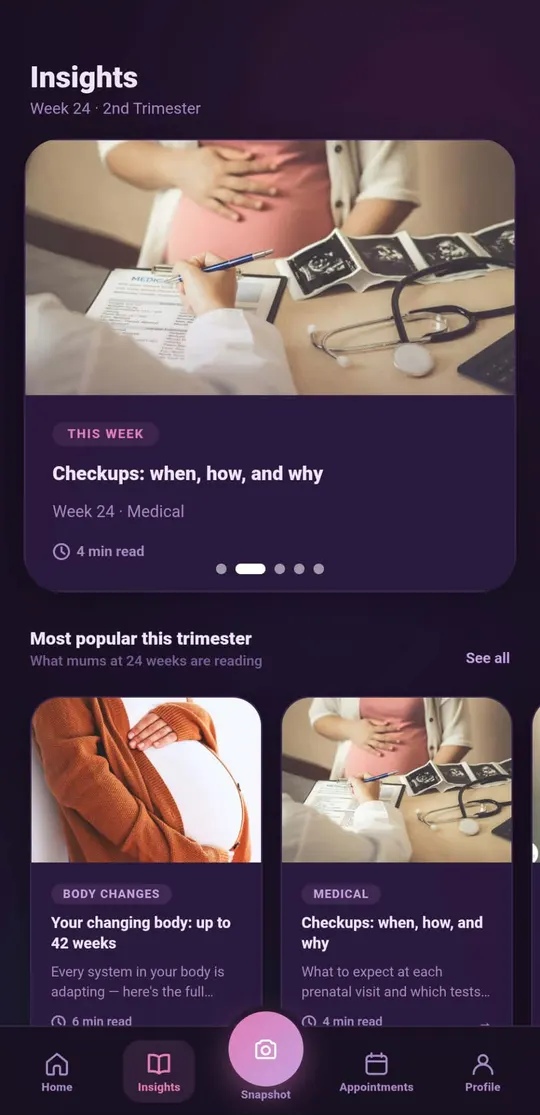 Insights
Week 24 · 2nd Trimester
MEDIC
THIS WEEK
Checkups: when, how, and why
Week 24 · Medical
4 min read
Most popular this trimester
What mums at 24 weeks are reading
See all
BODY CHANGES
Your changing body: up to
42 weeks
Every system in your body is
adapting — here's the full…
6 min read
MEDICAL
Checkups: when, how, and
why
What to expect at each
prenatal visit and which tests…
4 min read
Home
Insights
Snapshot
Appointments
Profile